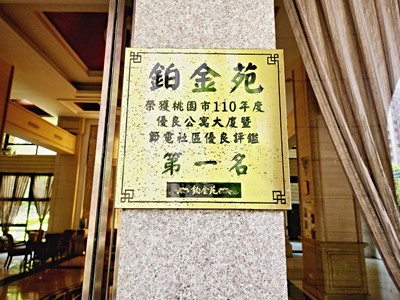 鉑金苑
榮獲桃園市110年度
優良公寓大廈暨
節電社區優良評鑑
第一名
鉑金苑